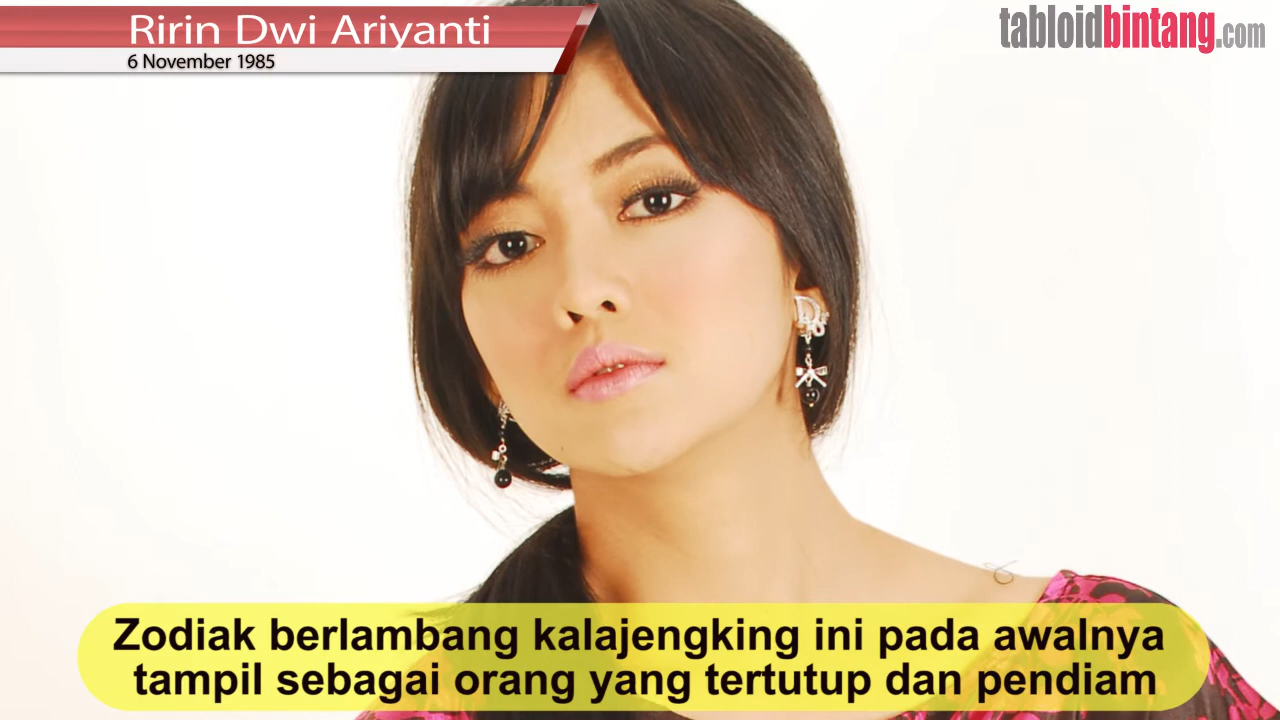 Ririn Dwi Ariyanti
6 November 1985
tabloidbintang.com
Zodiak berlambang kalajengking ini pada awalnya
tampil sebagai orang yang tertutup dan pendiam